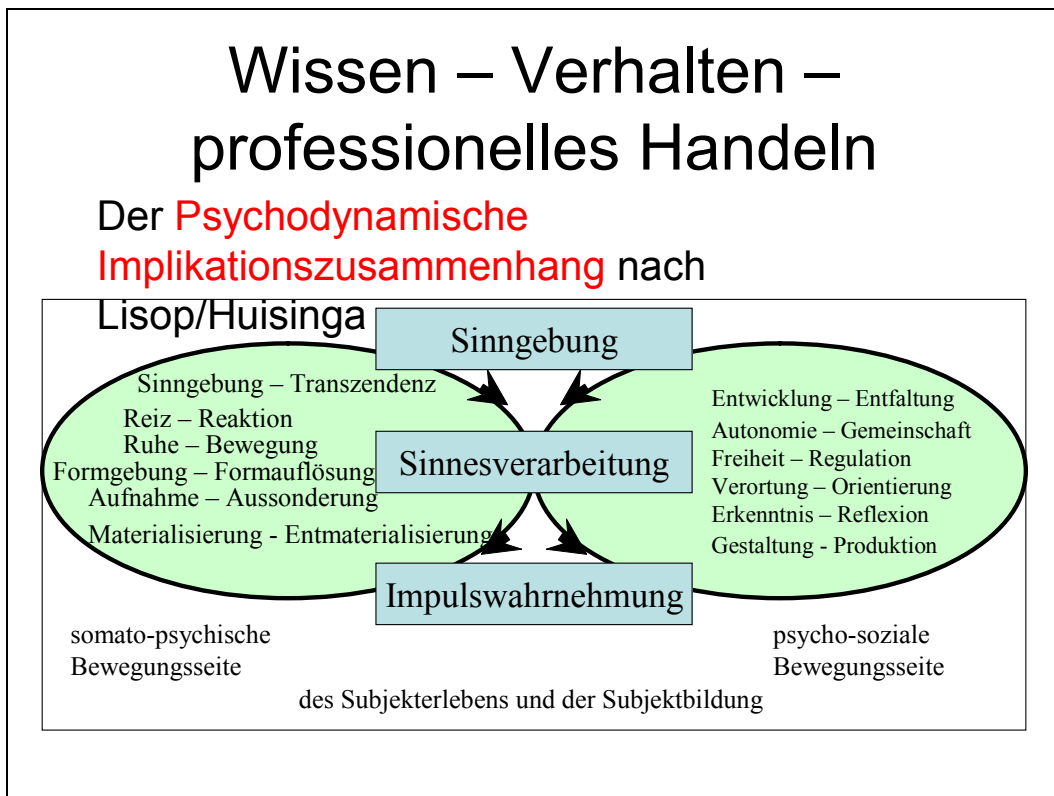 Wissen – Verhalten –
professionelles Handeln
Der Psychodynamische
Implikationszusammenhang nach
Lisop/Huisinga
Sinngebung
Sinngebung – Transzendenz
Reiz – Reaktion
Ruhe – Bewegung
Formgebung – Formauflösung
Aufnahme – Aussonderung
Materialisierung - Entmaterialisierung
Sinnesverarbeitung
Entwicklung – Entfaltung
Autonomie – Gemeinschaft
Freiheit – Regulation
Verortung – Orientierung
Erkenntnis – Reflexion
Gestaltung - Produktion
Impulswahrnehmung
somato-psychische
Bewegungsseite
psycho-soziale
Bewegungsseite
des Subjekterlebens und der Subjektbildung